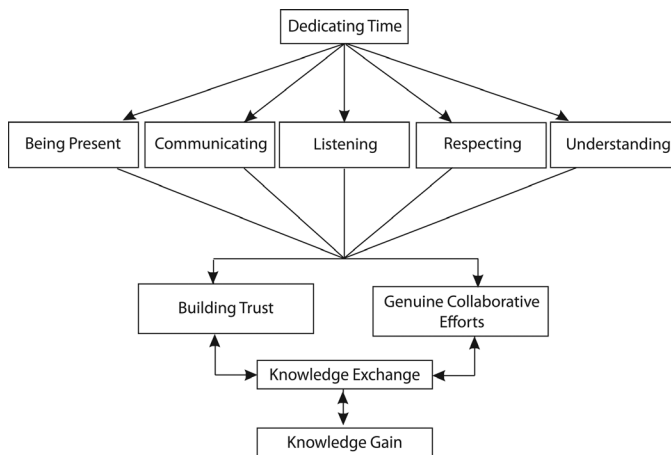 Dedicating Time
Being Present
Communicating
Listening
Respecting
Understanding
Building Trust
Genuine Collaborative
Efforts
Knowledge Exchange
Knowledge Gain